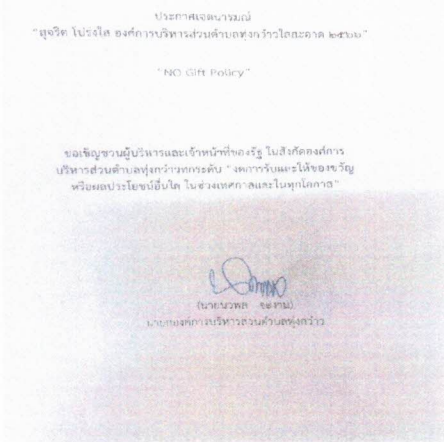 ประกาศเจตนารมณ์
"สุจริต โปร่งใส องค์การบริหารส่วนตำบลทุ่งกว๋าวใสสะอาด ๒๕๖๖"
"NO Gift Policy"
ขอเชิญชวนผู้บริหารและเจ้าหน้าที่ของรัฐ ในสังกัดองค์การ
บริหารส่วนตำบลทุ่งกว๋าวทุกระดับ "งดการรับและให้ของขวัญ
หรือผลประโยชน์อื่นใด ในช่วงเทศกาลและในทุกโอกาส"
(นายนวพล
นายกองค์การบริหารส่วนตำบลทุ่งกว๋าว